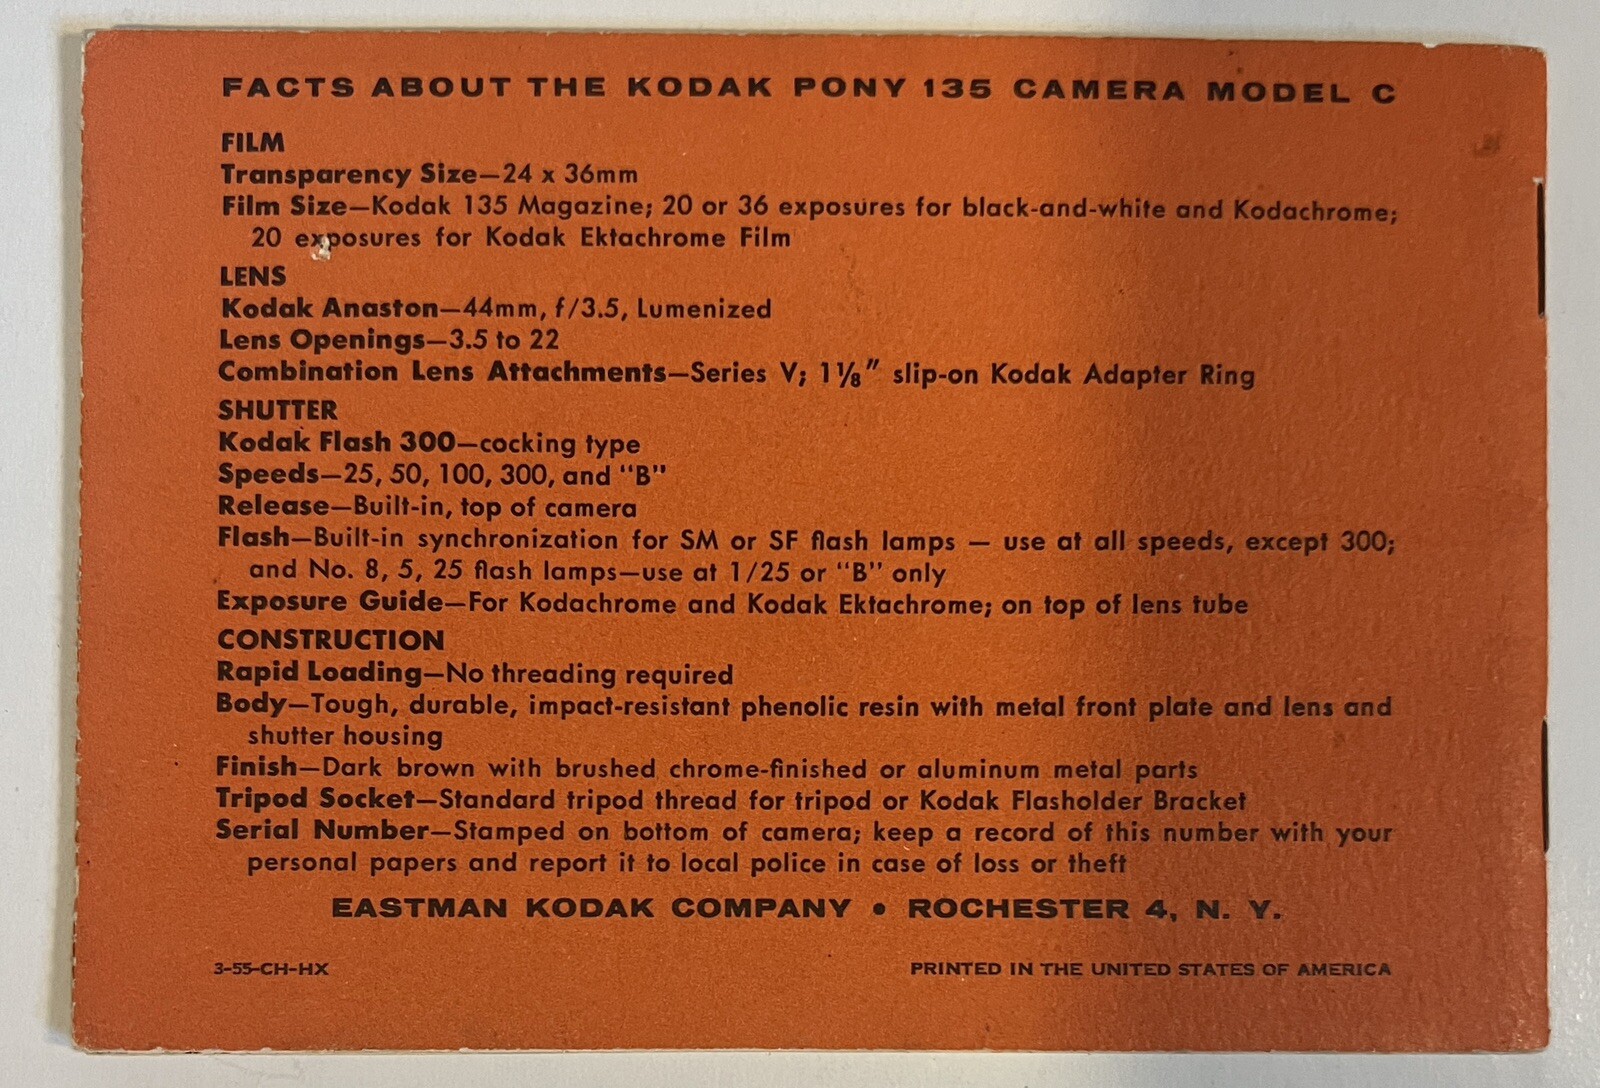 FACTS ABOUT THE KODAK PONY 135 CAMERA MODEL C
FILM
Transparency Size—24 x 36mm
Film Size—Kodak 135 Magazine; 20 or 36 exposures for black-and-white and Kodachrome;
20 exposures for Kodak Ektachrome Film
LENS
Kodak Anaston—44mm, f/3.5, Lumenized
Lens Openings—3.5 to 22
Combination Lens Attachments—Series V; 1⅛" slip-on Kodak Adapter Ring
SHUTTER
Kodak Flash 300—cocking type
Speeds—25, 50, 100, 300, and "B"
Release—Built-in, top of camera
Flash—Built-in synchronization for SM or SF flash lamps — use at all speeds, except 300;
and No. 8, 5, 25 flash lamps—use at 1/25 or "B" only
Exposure Guide—For Kodachrome and Kodak Ektachrome; on top of lens tube
CONSTRUCTION
Rapid Loading—No threading required
Body—Tough, durable, impact-resistant phenolic resin with metal front plate and lens and
shutter housing
Finish—Dark brown with brushed chrome-finished or aluminum metal parts
Tripod Socket—Standard tripod thread for tripod or Kodak Flasholder Bracket
Serial Number—Stamped on bottom of camera; keep a record of this number with your
personal papers and report it to local police in case of loss or theft
EASTMAN KODAK COMPANY • ROCHESTER 4, N. Y.
3-55-CH-HX
PRINTED IN THE UNITED STATES OF AMERICA